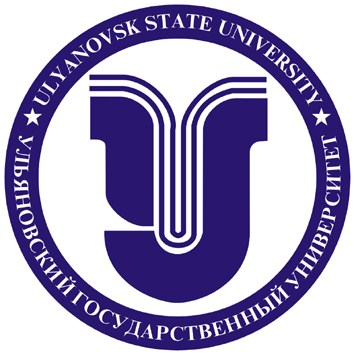 ★ ULYANOVSK STATE UNIVERSITY ★
УЛЬЯНОВСКИЙ ГОСУДАРСТВЕННЫЙ УНИВЕРСИТЕТ